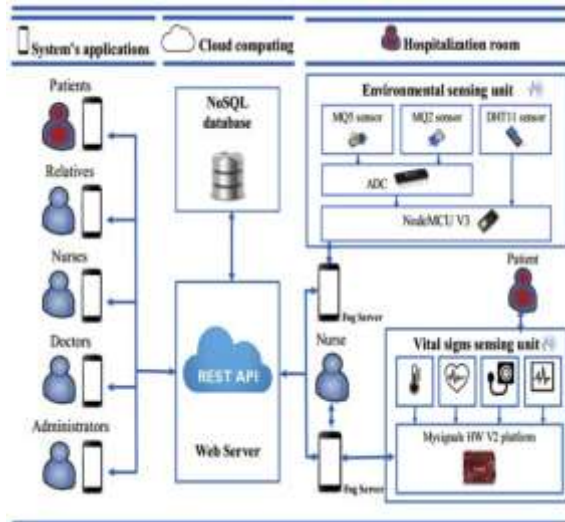 System's applications
Cloud computing
Hospitalization room
Patients
Relatives
Nurses
Doctors
Administrators
NoSQL
database
REST API
Web Server
Environmental sensing unit
MQ5 sensor
MQ2 sensor
DHT11 sensor
ADC
NodeMCU V3
Fog Server
Nurse
Fog Server
Patient
Vital signs sensing unit
Mysignals HW V2 platform